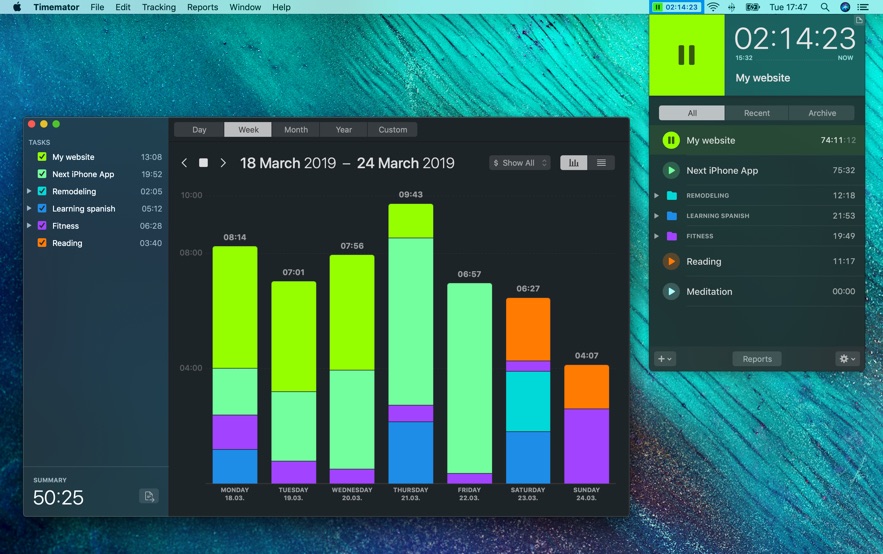 Timemator File Edit Tracking Reports Window Help
02:14:23 Tue 17:47
02:14:23
15:32 NOW
My website
All Recent Archive
My website 74:11:12
Next iPhone App 75:32
REMODELING 12:18
LEARNING SPANISH 21:53
FITNESS 19:49
Reading 11:17
Meditation 00:00
Reports
Day Week Month Year Custom
TASKS
My website 13:08
Next iPhone App 19:52
Remodeling 02:05
Learning spanish 05:12
Fitness 06:28
Reading 03:40
SUMMARY
50:25
18 March 2019 – 24 March 2019
$ Show All
10:00
08:00
04:00
08:14
07:01
07:56
09:43
06:57
06:27
04:07
MONDAY
18.03.
TUESDAY
19.03.
WEDNESDAY
20.03.
THURSDAY
21.03.
FRIDAY
22.03.
SATURDAY
23.03.
SUNDAY
24.03.